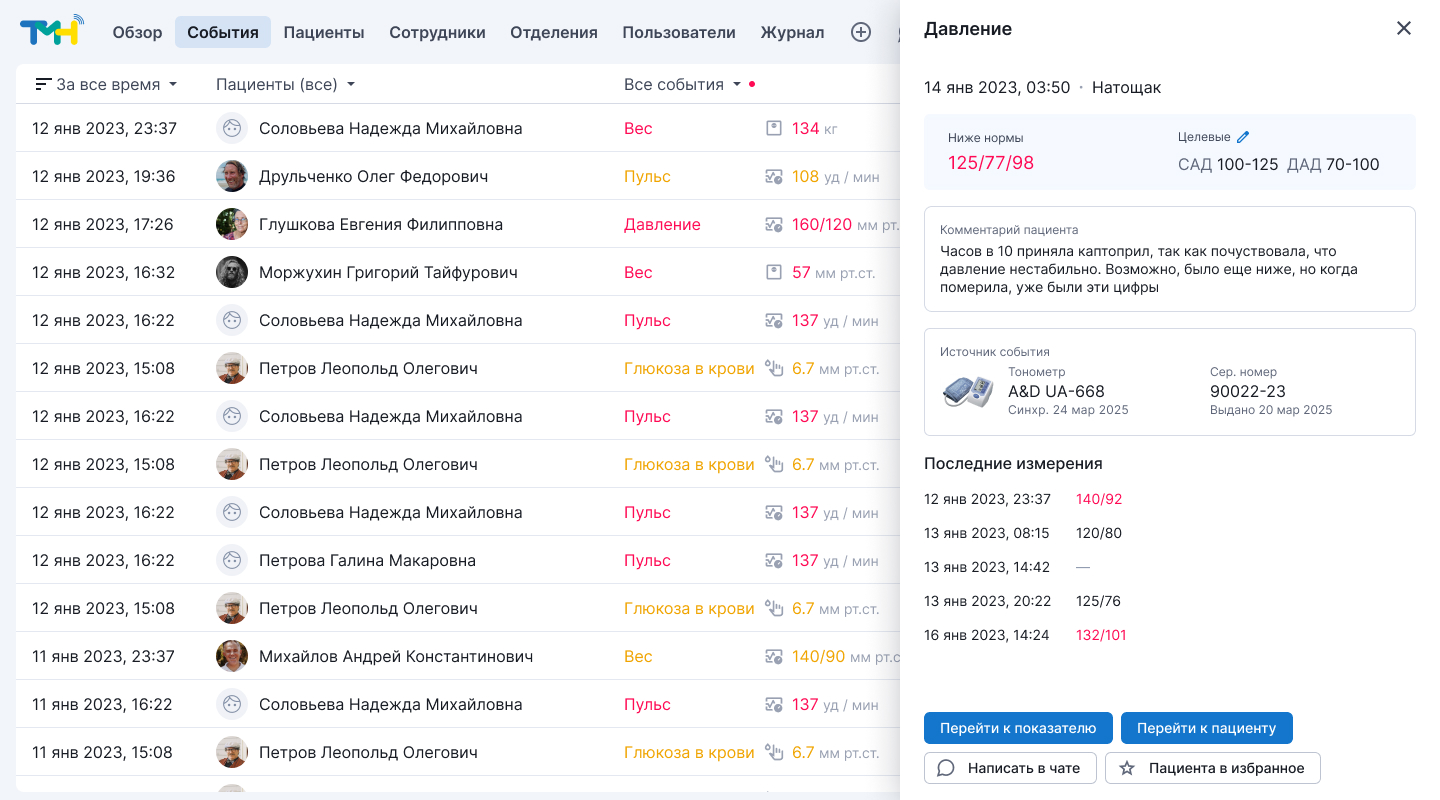 ТМН
Обзор События Пациенты Сотрудники Отделения Пользователи Журнал
За все время Пациенты (все) Все события
12 янв 2023, 23:37 Соловьева Надежда Михайловна Вес 134 кг
12 янв 2023, 19:36 Друльченко Олег Федорович Пульс 108 уд / мин
12 янв 2023, 17:26 Глушкова Евгения Филипповна Давление 160/120 мм рт.
12 янв 2023, 16:32 Моржухин Григорий Тайфурович Вес 57 мм рт.ст.
12 янв 2023, 16:22 Соловьева Надежда Михайловна Пульс 137 уд / мин
12 янв 2023, 15:08 Петров Леопольд Олегович Глюкоза в крови 6.7 мм рт.ст.
12 янв 2023, 16:22 Соловьева Надежда Михайловна Пульс 137 уд / мин
12 янв 2023, 15:08 Петров Леопольд Олегович Глюкоза в крови 6.7 мм рт.ст.
12 янв 2023, 16:22 Соловьева Надежда Михайловна Пульс 137 уд / мин
12 янв 2023, 16:22 Петрова Галина Макаровна Пульс 137 уд / мин
12 янв 2023, 15:08 Петров Леопольд Олегович Глюкоза в крови 6.7 мм рт.ст.
11 янв 2023, 23:37 Михайлов Андрей Константинович Вес 140/90 мм рт.с
11 янв 2023, 16:22 Соловьева Надежда Михайловна Пульс 137 уд / мин
11 янв 2023, 15:08 Петров Леопольд Олегович Глюкоза в крови 6.7 мм рт.ст.
Давление
14 янв 2023, 03:50 · Натощак
Ниже нормы
125/77/98
Целевые
САД 100-125 ДАД 70-100
Комментарий пациента
Часов в 10 приняла каптоприл, так как почуствовала, что
давление нестабильно. Возможно, было еще ниже, но когда
померила, уже были эти цифры
Источник события
Тонометр
A&D UA-668
Синхр. 24 мар 2025
Сер. номер
90022-23
Выдано 20 мар 2025
Последние измерения
12 янв 2023, 23:37 140/92
13 янв 2023, 08:15 120/80
13 янв 2023, 14:42 —
13 янв 2023, 20:22 125/76
16 янв 2023, 14:24 132/101
Перейти к показателю Перейти к пациенту
Написать в чате Пациента в избранное